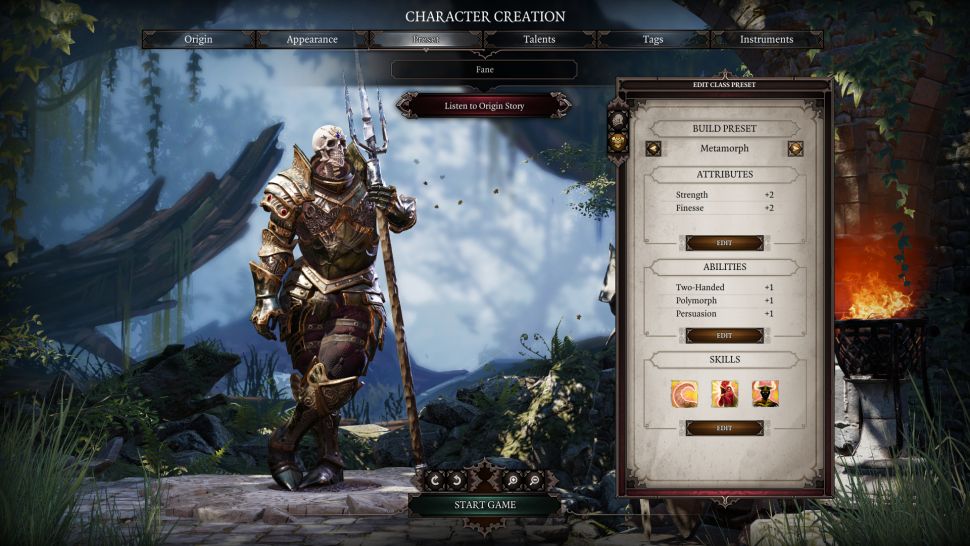 CHARACTER CREATION
Origin
Appearance
Preset
Talents
Tags
Instruments
Fane
Listen to Origin Story
EDIT CLASS PRESET
BUILD PRESET
Metamorph
ATTRIBUTES
Strength +2
Finesse +2
EDIT
ABILITIES
Two-Handed +1
Polymorph +1
Persuasion +1
EDIT
SKILLS
EDIT
START GAME